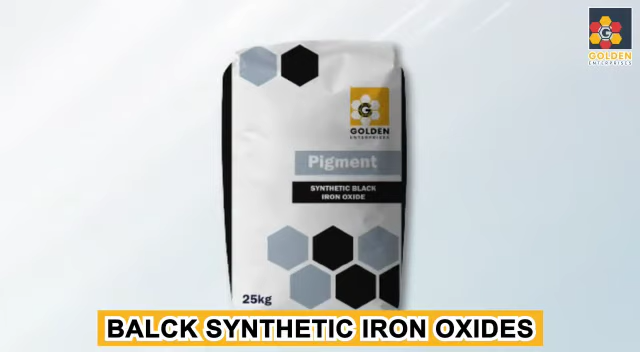 G
GOLDEN
ENTERPRISES
G
GOLDEN
ENTERPRISES
Pigment
SYNTHETIC BLACK
IRON OXIDE
25kg
BALCK SYNTHETIC IRON OXIDES